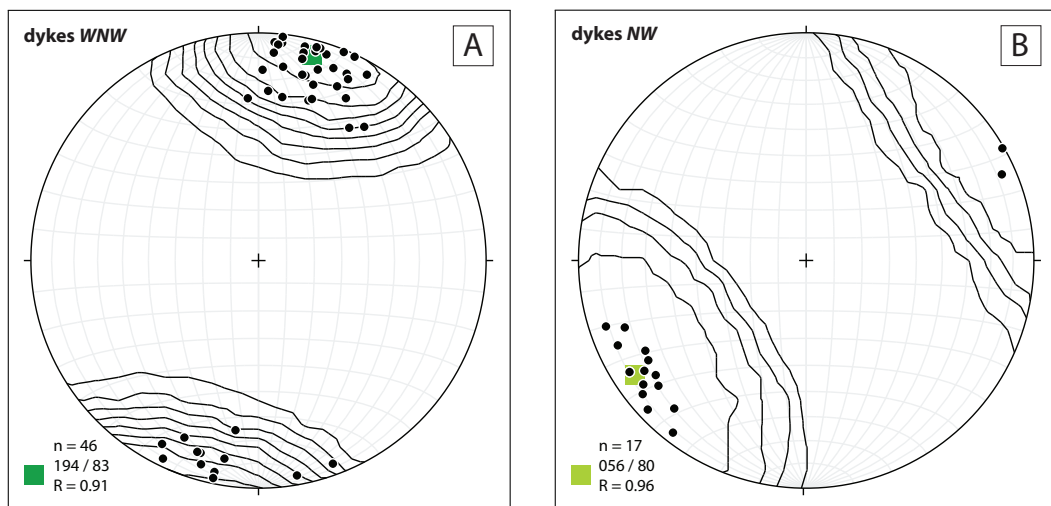 dykes WNW
A
n = 46
194 / 83
R = 0.91
dykes NW
B
n = 17
056 / 80
R = 0.96